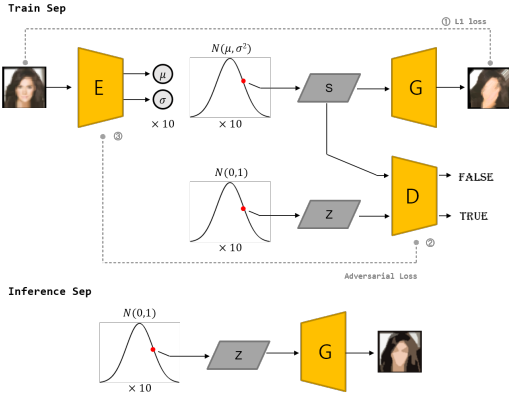 Train Sep
① L1 loss
N(μ,σ²)
E
μ
S
G
σ
× 10
× 10
③
N(0,1)
FALSE
D
Z
TRUE
× 10
②
Adversarial Loss
Inference Sep
N(0,1)
Z
G
× 10